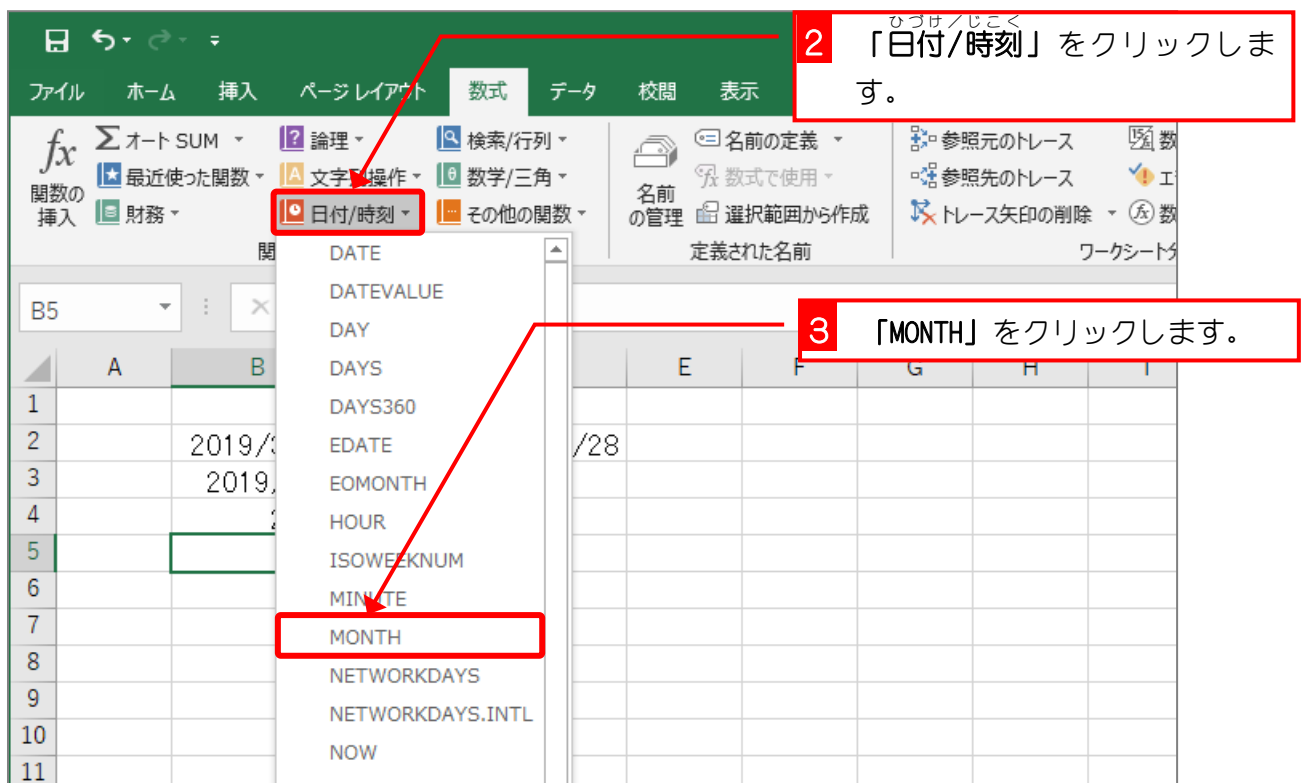 2
ひづけ/じこく
「日付/時刻」をクリックしま
す。
ファイル ホーム 挿入 ページ レイアウト 数式 データ 校閲 表示
fx
関数の
挿入
Σ オート SUM
最近使った関数
財務
論理
文字列操作
日付/時刻
検索/行列
数学/三角
その他の関数
名前
の管理
名前の定義
数式で使用
選択範囲から作成
定義された名前
参照元のトレース
参照先のトレース
トレース矢印の削除
数
エ
数
関
ワークシート分
B5
3
「MONTH」をクリックします。
DATE
DATEVALUE
DAY
DAYS
DAYS360
EDATE
EOMONTH
HOUR
ISOWEEKNUM
MINUTE
MONTH
NETWORKDAYS
NETWORKDAYS.INTL
NOW
A B E F G H I
1
2 2019/3 /28
3 2019/
4 2
5
6
7
8
9
10
11